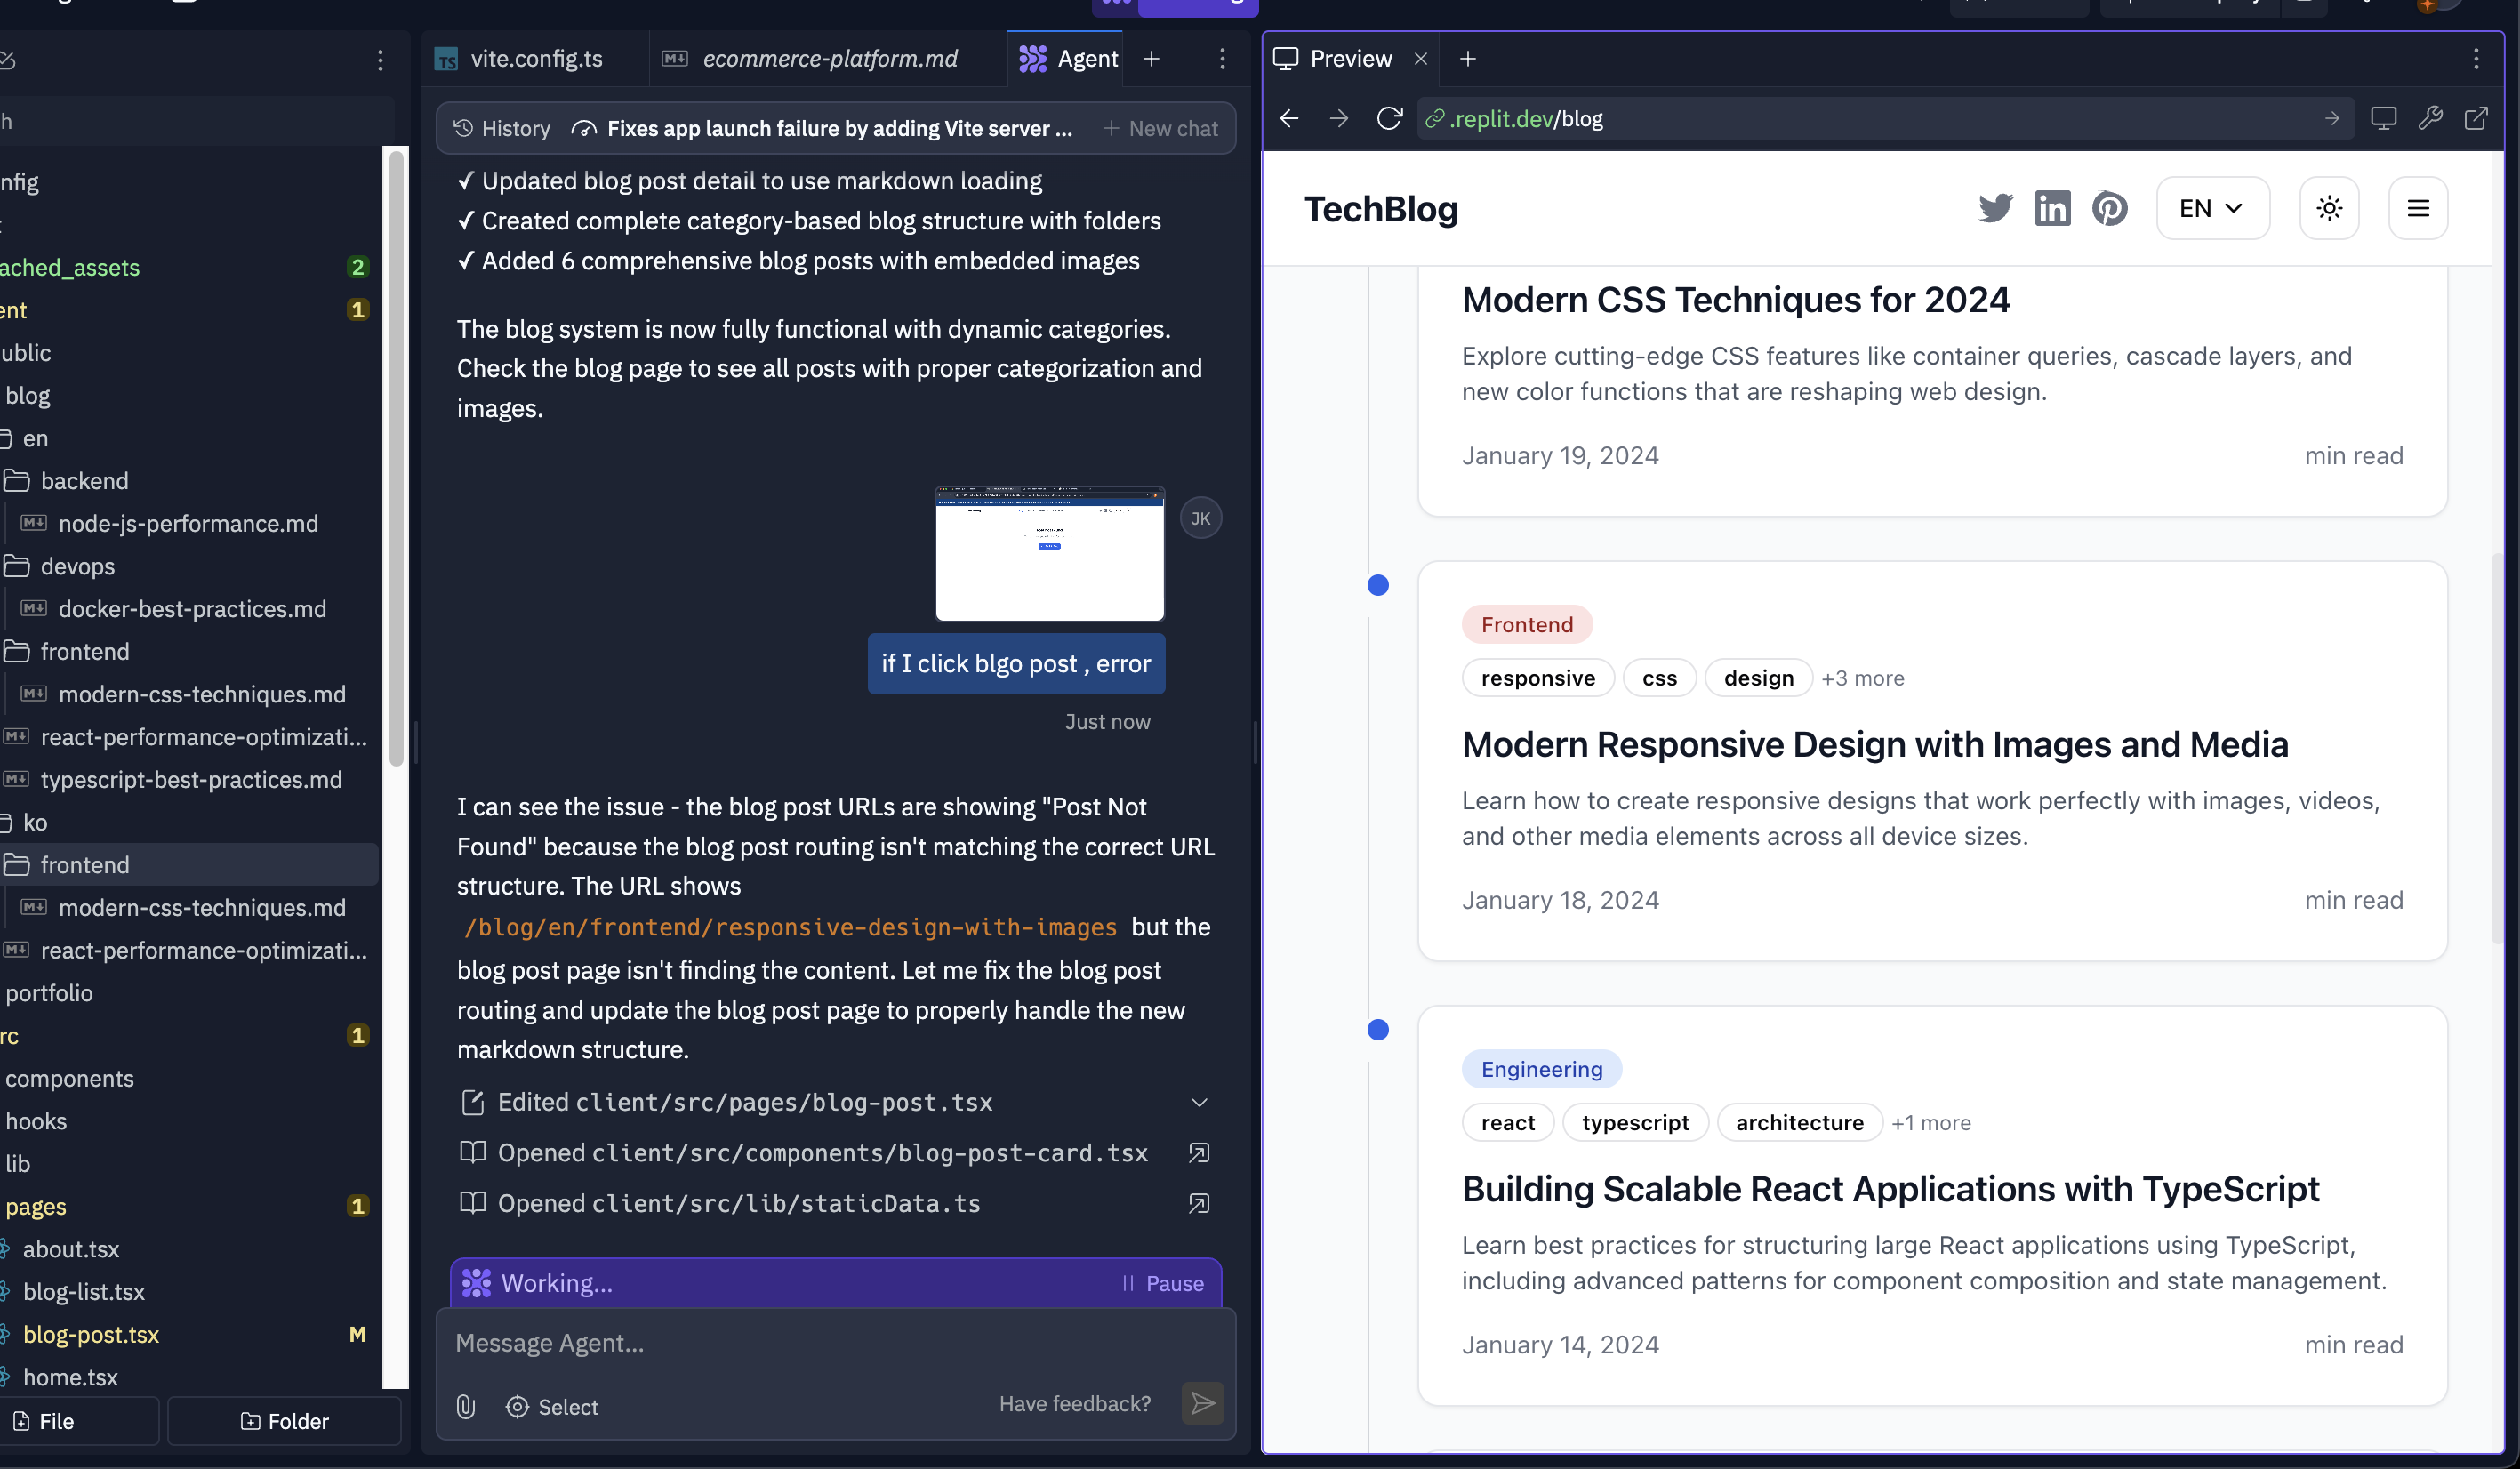 h
nfig
ached_assets
2
ent
1
ublic
blog
en
backend
node-js-performance.md
devops
docker-best-practices.md
frontend
modern-css-techniques.md
react-performance-optimizati...
typescript-best-practices.md
ko
frontend
modern-css-techniques.md
react-performance-optimizati...
portfolio
rc
1
components
hooks
lib
pages
1
about.tsx
blog-list.tsx
blog-post.tsx
M
home.tsx
File
Folder
TS vite.config.ts
ecommerce-platform.md
Agent
History
Fixes app launch failure by adding Vite server ...
New chat
✓ Updated blog post detail to use markdown loading
✓ Created complete category-based blog structure with folders
✓ Added 6 comprehensive blog posts with embedded images
The blog system is now fully functional with dynamic categories.
Check the blog page to see all posts with proper categorization and
images.
JK
if I click blgo post , error
Just now
I can see the issue - the blog post URLs are showing "Post Not
Found" because the blog post routing isn't matching the correct URL
structure. The URL shows
/blog/en/frontend/responsive-design-with-images but the
blog post page isn't finding the content. Let me fix the blog post
routing and update the blog post page to properly handle the new
markdown structure.
Edited client/src/pages/blog-post.tsx
Opened client/src/components/blog-post-card.tsx
Opened client/src/lib/staticData.ts
Working...
Pause
Message Agent...
Select
Have feedback?
Preview
.replit.dev/blog
TechBlog
EN
Modern CSS Techniques for 2024
Explore cutting-edge CSS features like container queries, cascade layers, and
new color functions that are reshaping web design.
January 19, 2024
min read
Frontend
responsive
css
design
+3 more
Modern Responsive Design with Images and Media
Learn how to create responsive designs that work perfectly with images, videos,
and other media elements across all device sizes.
January 18, 2024
min read
Engineering
react
typescript
architecture
+1 more
Building Scalable React Applications with TypeScript
Learn best practices for structuring large React applications using TypeScript,
including advanced patterns for component composition and state management.
January 14, 2024
min read